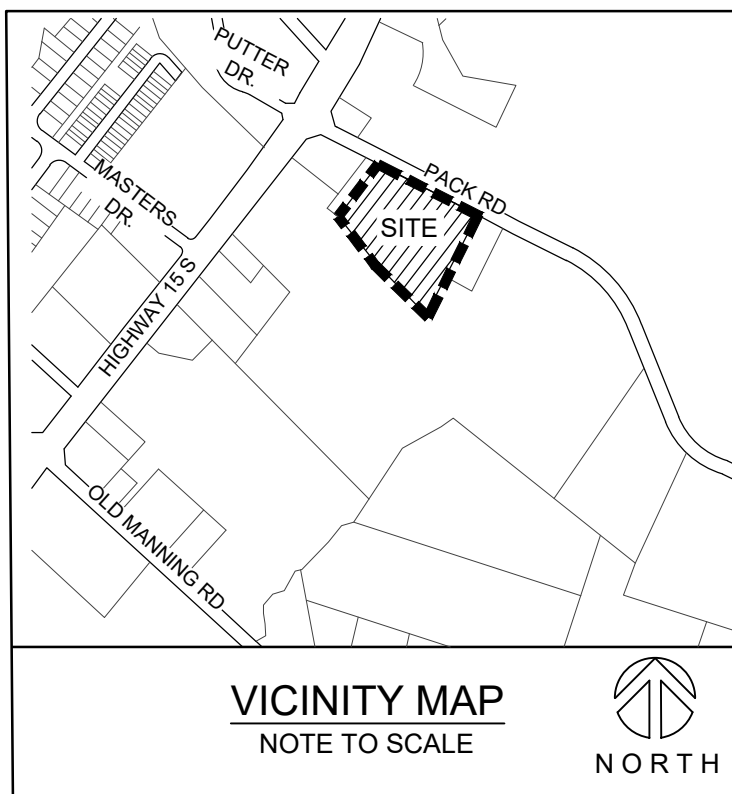 PUTTER
DR.
PACK RD
MASTERS
DR.
SITE
HIGHWAY 15 S
OLD MANNING RD
VICINITY MAP
NOTE TO SCALE
NORTH